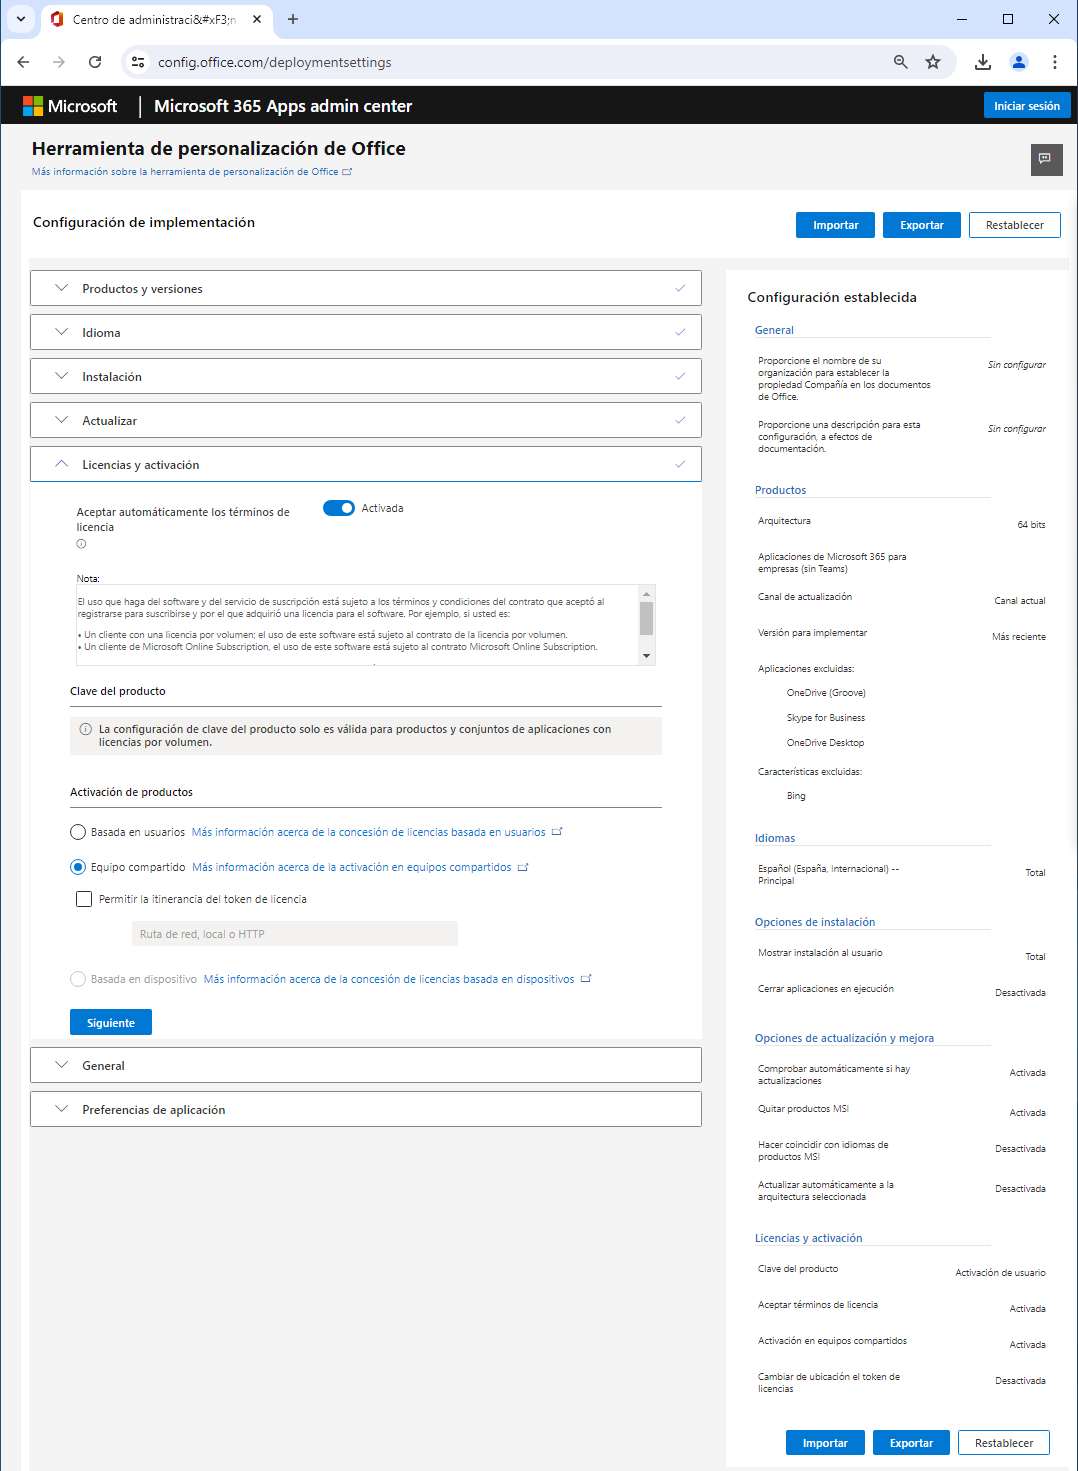 Centro de administraci&#xF3;n
config.office.com/deploymentsettings
Microsoft
Microsoft 365 Apps admin center
Iniciar sesión
Herramienta de personalización de Office
Más información sobre la herramienta de personalización de Office
Configuración de implementación
Importar
Exportar
Restablecer
Productos y versiones
Idioma
Instalación
Actualizar
Licencias y activación
Aceptar automáticamente los términos de
licencia
Activada
Nota:
El uso que haga del software y del servicio de suscripción está sujeto a los términos y condiciones del contrato que aceptó al
registrarse para suscribirse y por el que adquirió una licencia para el software. Por ejemplo, si usted es:
• Un cliente con una licencia por volumen; el uso de este software está sujeto al contrato de la licencia por volumen.
• Un cliente de Microsoft Online Subscription, el uso de este software está sujeto al contrato Microsoft Online Subscription.
Clave del producto
La configuración de clave del producto solo es válida para productos y conjuntos de aplicaciones con
licencias por volumen.
Activación de productos
Basada en usuarios Más información acerca de la concesión de licencias basada en usuarios
Equipo compartido Más información acerca de la activación en equipos compartidos
Permitir la itinerancia del token de licencia
Ruta de red, local o HTTP
Basada en dispositivo Más información acerca de la concesión de licencias basada en dispositivos
Siguiente
General
Preferencias de aplicación
Configuración establecida
General
Proporcione el nombre de su
organización para establecer la
propiedad Compañía en los documentos
de Office.
Sin configurar
Proporcione una descripción para esta
configuración, a efectos de
documentación.
Sin configurar
Productos
Arquitectura
64 bits
Aplicaciones de Microsoft 365 para
empresas (sin Teams)
Canal de actualización
Canal actual
Versión para implementar
Más reciente
Aplicaciones excluidas:
OneDrive (Groove)
Skype for Business
OneDrive Desktop
Características excluidas:
Bing
Idiomas
Español (España, Internacional) --
Principal
Total
Opciones de instalación
Mostrar instalación al usuario
Total
Cerrar aplicaciones en ejecución
Desactivada
Opciones de actualización y mejora
Comprobar automáticamente si hay
actualizaciones
Activada
Quitar productos MSI
Activada
Hacer coincidir con idiomas de
productos MSI
Desactivada
Actualizar automáticamente a la
arquitectura seleccionada
Desactivada
Licencias y activación
Clave del producto
Activación de usuario
Aceptar términos de licencia
Activada
Activación en equipos compartidos
Activada
Cambiar de ubicación el token de
licencias
Desactivada
Importar
Exportar
Restablecer